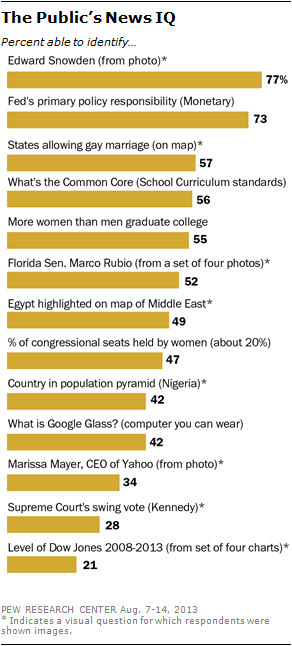 The Public's News IQ
Percent able to identify…
Edward Snowden (from photo)*
77%
Fed's primary policy responsibility (Monetary)
73
States allowing gay marriage (on map)*
57
What's the Common Core (School Curriculum standards)
56
More women than men graduate college
55
Florida Sen. Marco Rubio (from a set of four photos)*
52
Egypt highlighted on map of Middle East*
49
% of congressional seats held by women (about 20%)
47
Country in population pyramid (Nigeria)*
42
What is Google Glass? (computer you can wear)
42
Marissa Mayer, CEO of Yahoo (from photo)*
34
Supreme Court's swing vote (Kennedy)*
28
Level of Dow Jones 2008-2013 (from set of four charts)*
21
PEW RESEARCH CENTER Aug. 7-14, 2013
* Indicates a visual question for which respondents were
shown images.